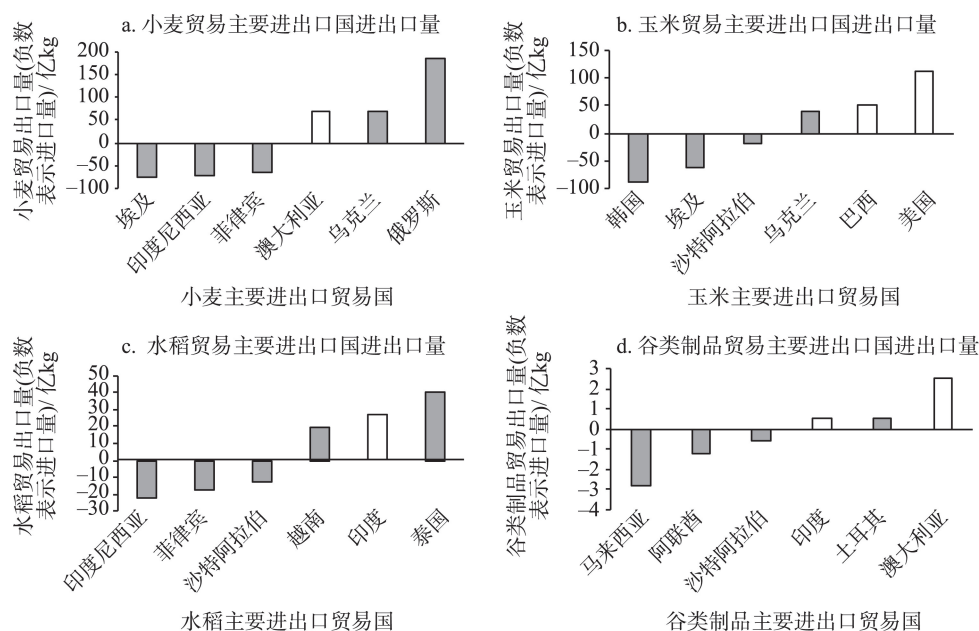 a. 小麦贸易主要进出口国进出口量
小麦贸易出口量(负数
表示进口量)/ 亿kg
200
150
100
50
0
−50
−100
埃及
印度尼西亚
菲律宾
澳大利亚
乌克兰
俄罗斯
小麦主要进出口贸易国
b. 玉米贸易主要进出口国进出口量
玉米贸易出口量(负数
表示进口量)/ 亿kg
150
100
50
0
−50
−100
韩国
埃及
沙特阿拉伯
乌克兰
巴西
美国
玉米主要进出口贸易国
c. 水稻贸易主要进出口国进出口量
水稻贸易出口量(负数
表示进口量)/ 亿kg
50
40
30
20
10
0
−10
−20
−30
印度尼西亚
菲律宾
沙特阿拉伯
越南
印度
泰国
水稻主要进出口贸易国
d. 谷类制品贸易主要进出口国进出口量
谷类制品贸易出口量(负数
表示进口量)/ 亿kg
3
2
1
0
−1
−2
−3
−4
马来西亚
阿联酋
沙特阿拉伯
印度
土耳其
澳大利亚
谷类制品主要进出口贸易国